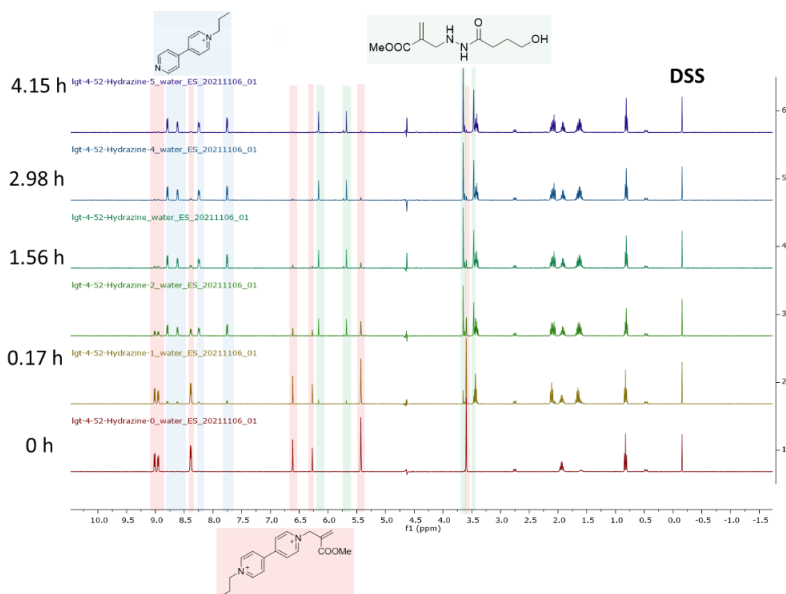 N
N
+
MeOOC
N
H
H
N
O
OH
DSS
4.15 h
lgt-4-52-Hydrazine-5_water_ES_20211106_01
6
2.98 h
lgt-4-52-Hydrazine-4_water_ES_20211106_01
5
1.56 h
lgt-4-52-Hydrazine_water_ES_20211106_01
4
lgt-4-52-Hydrazine-2_water_ES_20211106_01
3
0.17 h
lgt-4-52-Hydrazine-1_water_ES_20211106_01
2
0 h
lgt-4-52-Hydrazine-0_water_ES_20211106_01
1
10.0 9.5 9.0 8.5 8.0 7.5 7.0 6.5 6.0 5.5 5.0 4.5 4.0 3.5 3.0 2.5 2.0 1.5 1.0 0.5 0.0 -0.5 -1.0 -1.5
f1 (ppm)
N
+
COOMe
N
+